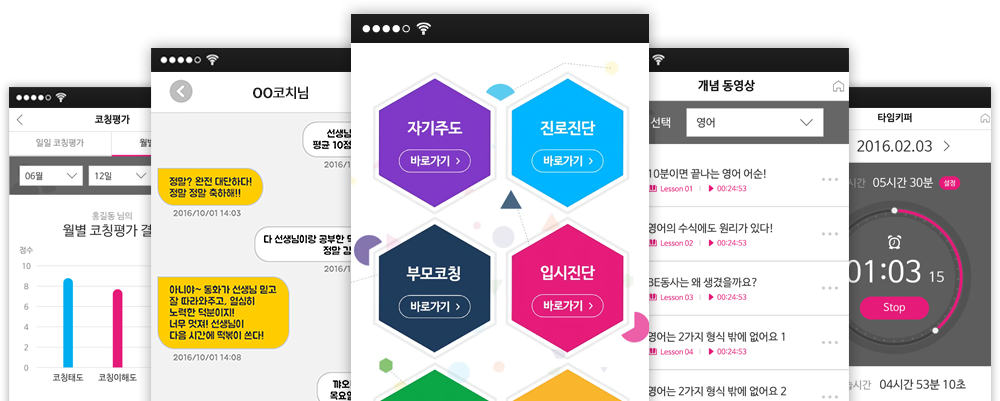 코칭평가
일일 코칭평가
월별
06월
12일
홍길동 님의
월별 코칭평가 결
점수
10
8
6
4
2
0
코칭태도
코칭이해도
OO코치님
선생님
평균 10점
2016/1
정말? 완전 대단하다!
정말 정말 축하해!!
2016/10/01 14:03
다 선생님이랑 공부한
정말 감
2016/1
아니야~ 동화가 선생님 믿고
잘 따라와주고, 열심히
노력한 덕분이지!
너무 멋져! 선생님이
다음 시간에 떡볶이 쏜다!
2016/10/01 14:08
꺄오
목요일
자기주도
바로가기
진로진단
바로가기
부모코칭
바로가기
입시진단
바로가기
개념 동영상
선택
영어
10분이면 끝나는 영어 어순!
Lesson 01
00:24:53
영어의 수식에도 원리가 있다!
Lesson 02
00:24:53
BE동사는 왜 생겼을까요?
Lesson 03
00:24:53
영어는 2가지 형식 밖에 없어요 1
Lesson 04
00:24:53
영어는 2가지 형식 밖에 없어요 2
타임키퍼
2016.02.03
시간
05시간 30분
설정
01:03 15
Stop
시간
04시간 53분 10초